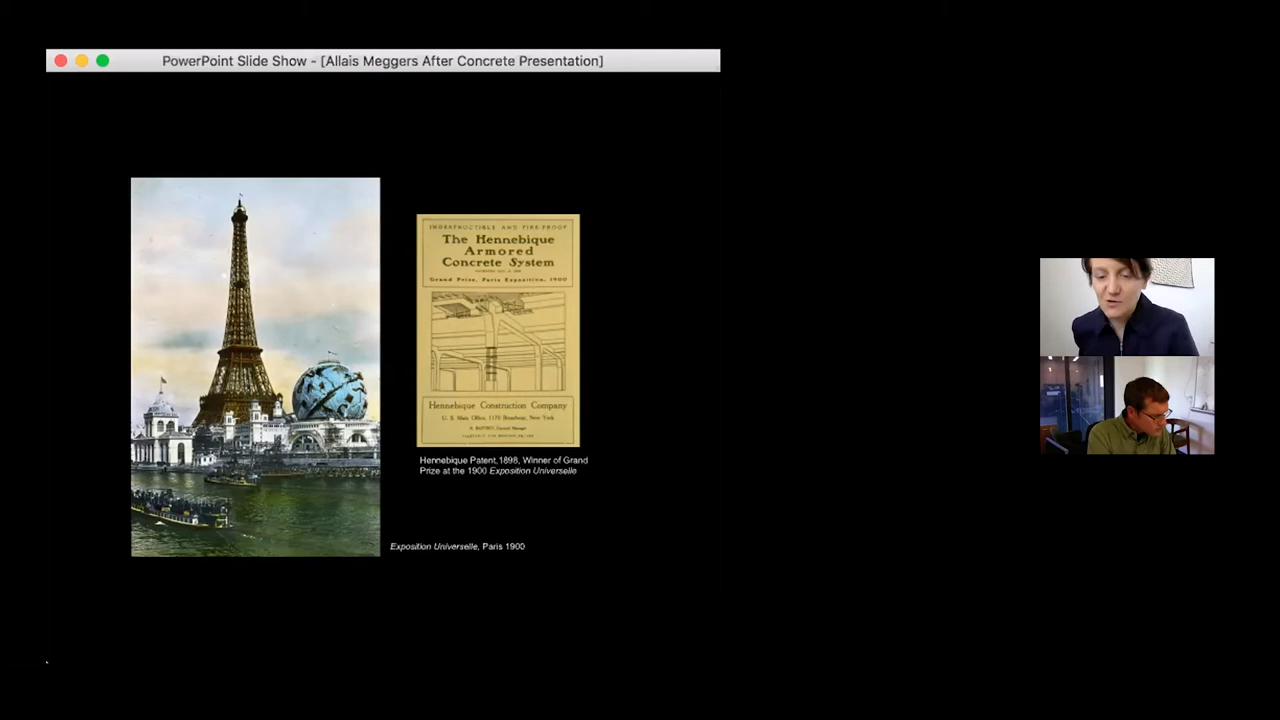 PowerPoint Slide Show - [Allais Meggers After Concrete Presentation]
INDESTRUCTIBLE AND FIRE-PROOF
The Hennebique
Armored
Concrete System
Grand Prize, Paris Exposition, 1900
Hennebique Construction Company
U. S. Main Office, 1170 Broadway, New York
Hennebique Patent,1898, Winner of Grand
Prize at the 1900 Exposition Universelle
Exposition Universelle, Paris 1900